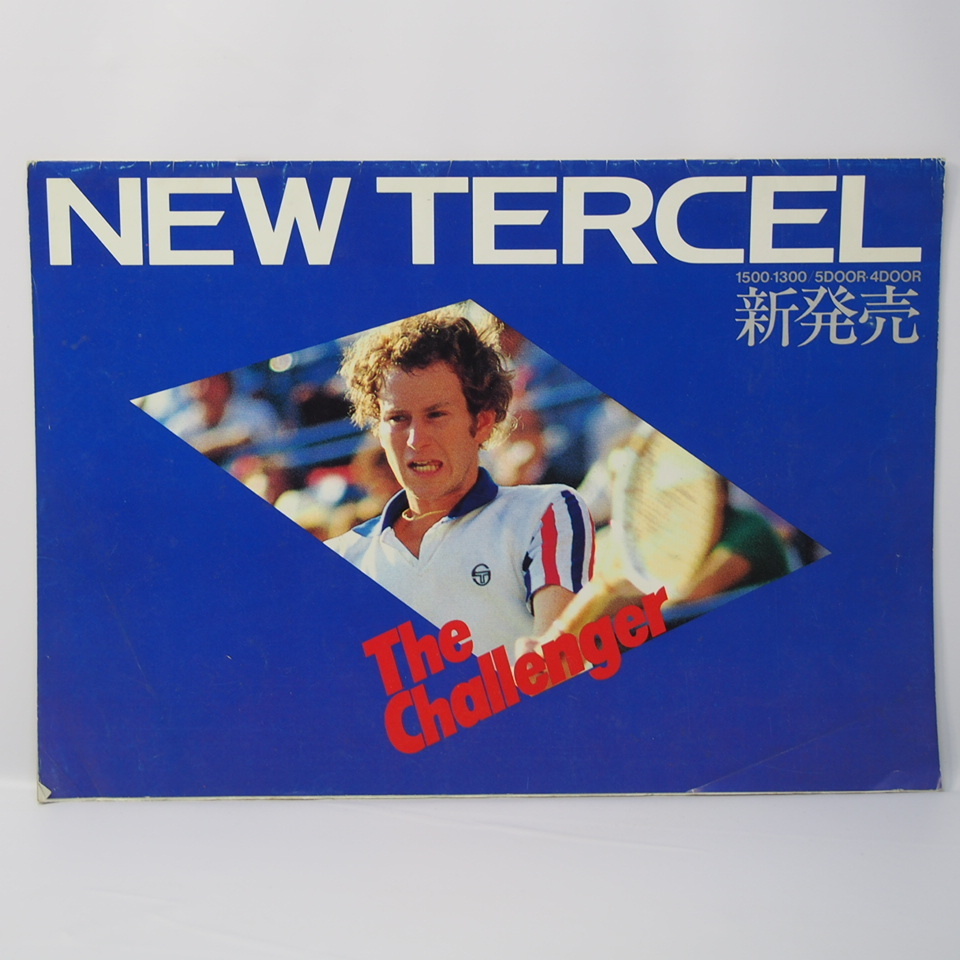 NEW TERCEL
1500·1300 / 5DOOR·4DOOR
新発売
The
Challenger